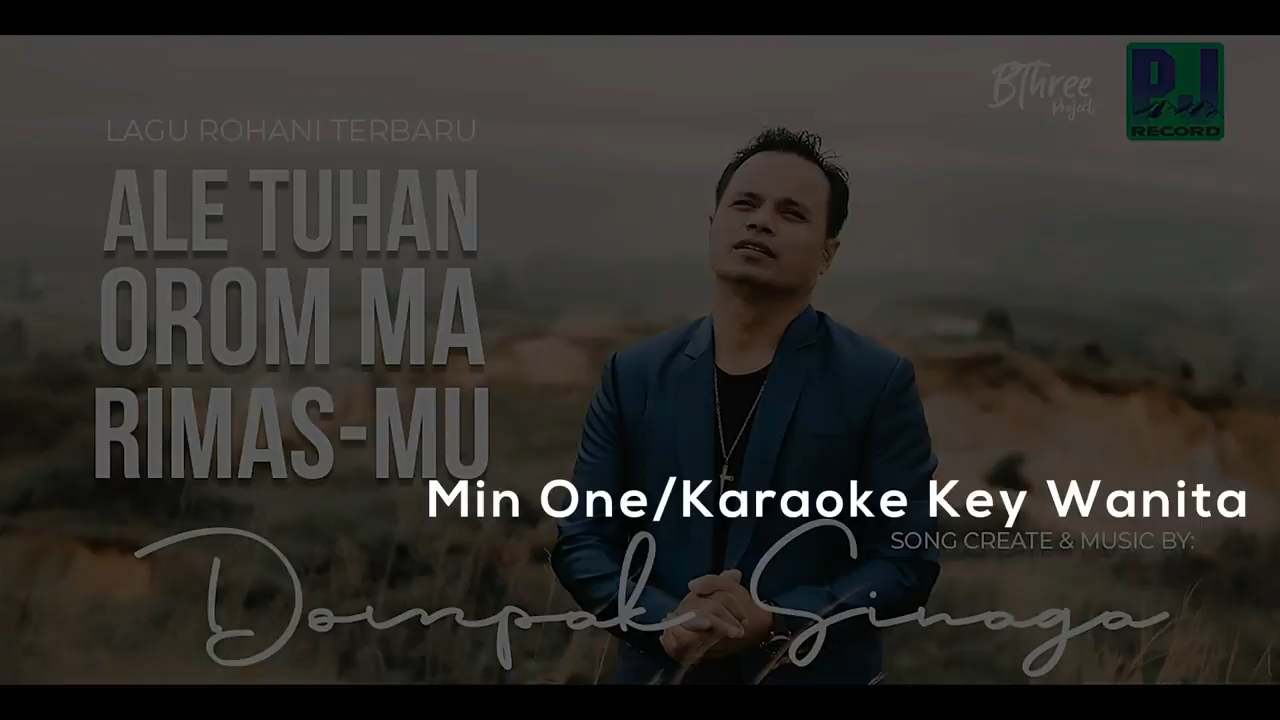 BThree
Project
P.J
RECORD
LAGU ROHANI TERBARU
ALE TUHAN
OROM MA
RIMAS-MU
Min One/Karaoke Key Wanita
SONG CREATE & MUSIC BY:
Dompak Sinaga